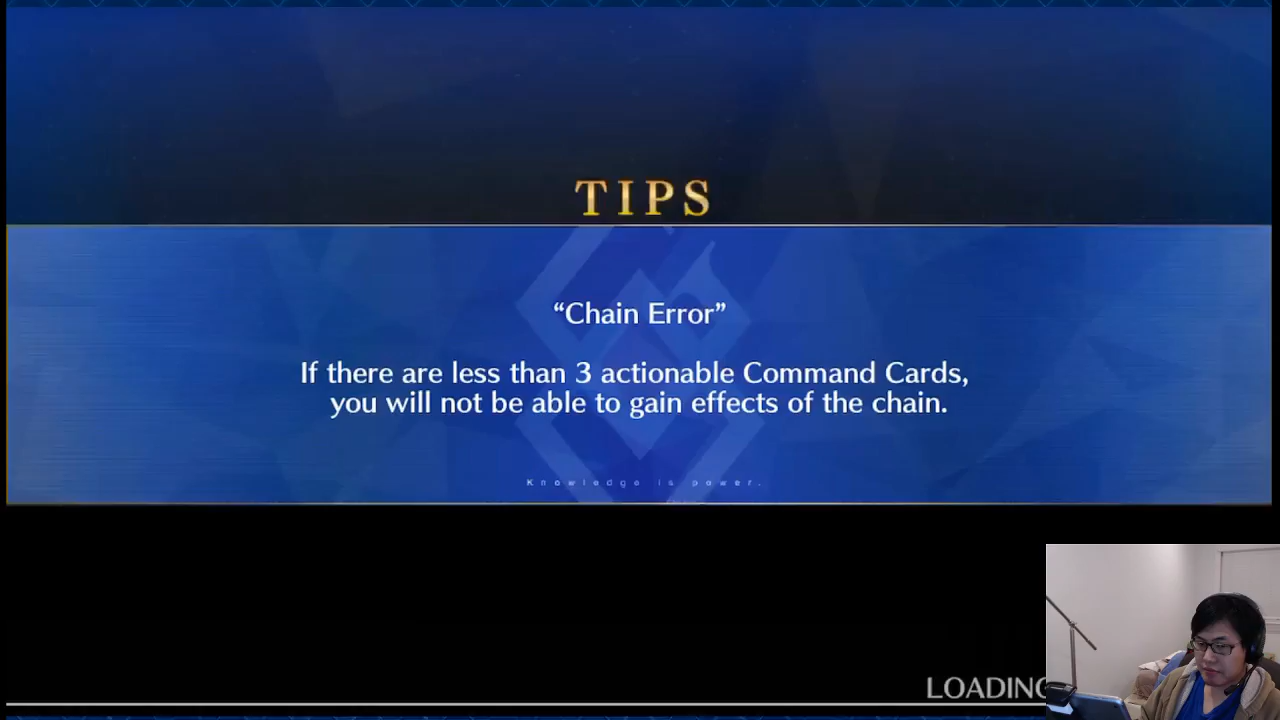 TIPS
“Chain Error”
If there are less than 3 actionable Command Cards,
you will not be able to gain effects of the chain.
Knowledge is power.
LOADING